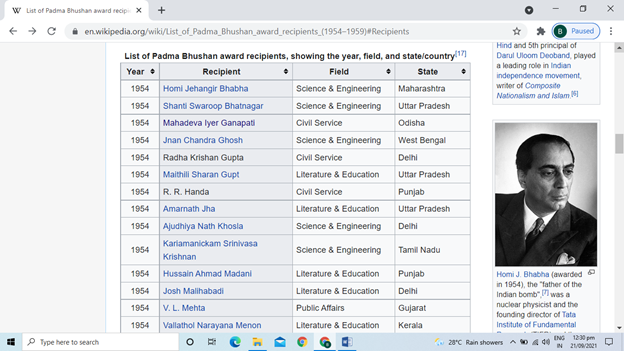 List of Padma Bhushan award recipien
en.wikipedia.org/wiki/List_of_Padma_Bhushan_award_recipients_(1954–1959)#Recipients
B Paused
List of Padma Bhushan award recipients, showing the year, field, and state/country[17]
Year Recipient Field State
1954 Homi Jehangir Bhabha Science & Engineering Maharashtra
1954 Shanti Swaroop Bhatnagar Science & Engineering Uttar Pradesh
1954 Mahadeva Iyer Ganapati Civil Service Odisha
1954 Jnan Chandra Ghosh Science & Engineering West Bengal
1954 Radha Krishan Gupta Civil Service Delhi
1954 Maithili Sharan Gupt Literature & Education Uttar Pradesh
1954 R. R. Handa Civil Service Punjab
1954 Amarnath Jha Literature & Education Uttar Pradesh
1954 Ajudhiya Nath Khosla Science & Engineering Delhi
1954 Kariamanickam Srinivasa
Krishnan Science & Engineering Tamil Nadu
1954 Hussain Ahmad Madani Literature & Education Punjab
1954 Josh Malihabadi Literature & Education Delhi
1954 V. L. Mehta Public Affairs Gujarat
1954 Vallathol Narayana Menon Literature & Education Kerala
Hind and 5th principal of
Darul Uloom Deoband, played
a leading role in Indian
independence movement,
writer of Composite
Nationalism and Islam.[6]
Homi J. Bhabha (awarded
in 1954), the "father of the
Indian bomb",[7] was a
nuclear physicist and the
founding director of Tata
Institute of Fundamental
Type here to search
28°C Rain showers
ENG
IN
12:30 pm
21/09/2021